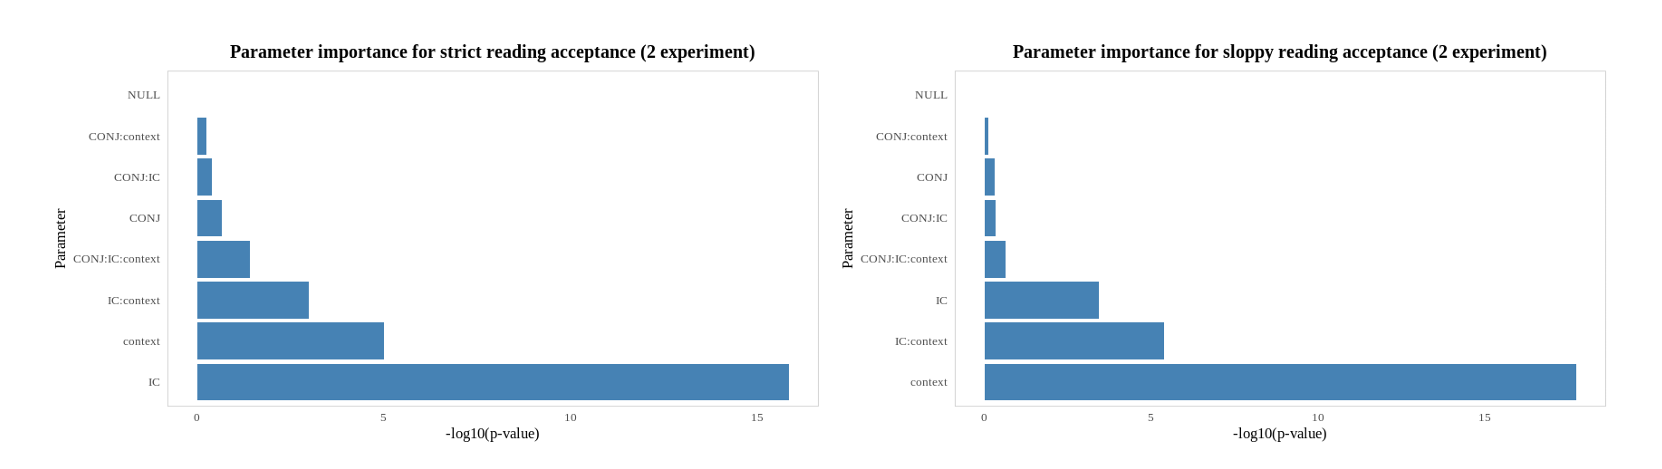 Parameter importance for strict reading acceptance (2 experiment)
NULL
CONJ:context
CONJ:IC
CONJ
CONJ:IC:context
IC:context
context
IC
Parameter
0 5 10 15
-log10(p-value)
Parameter importance for sloppy reading acceptance (2 experiment)
NULL
CONJ:context
CONJ
CONJ:IC
CONJ:IC:context
IC
IC:context
context
Parameter
0 5 10 15
-log10(p-value)